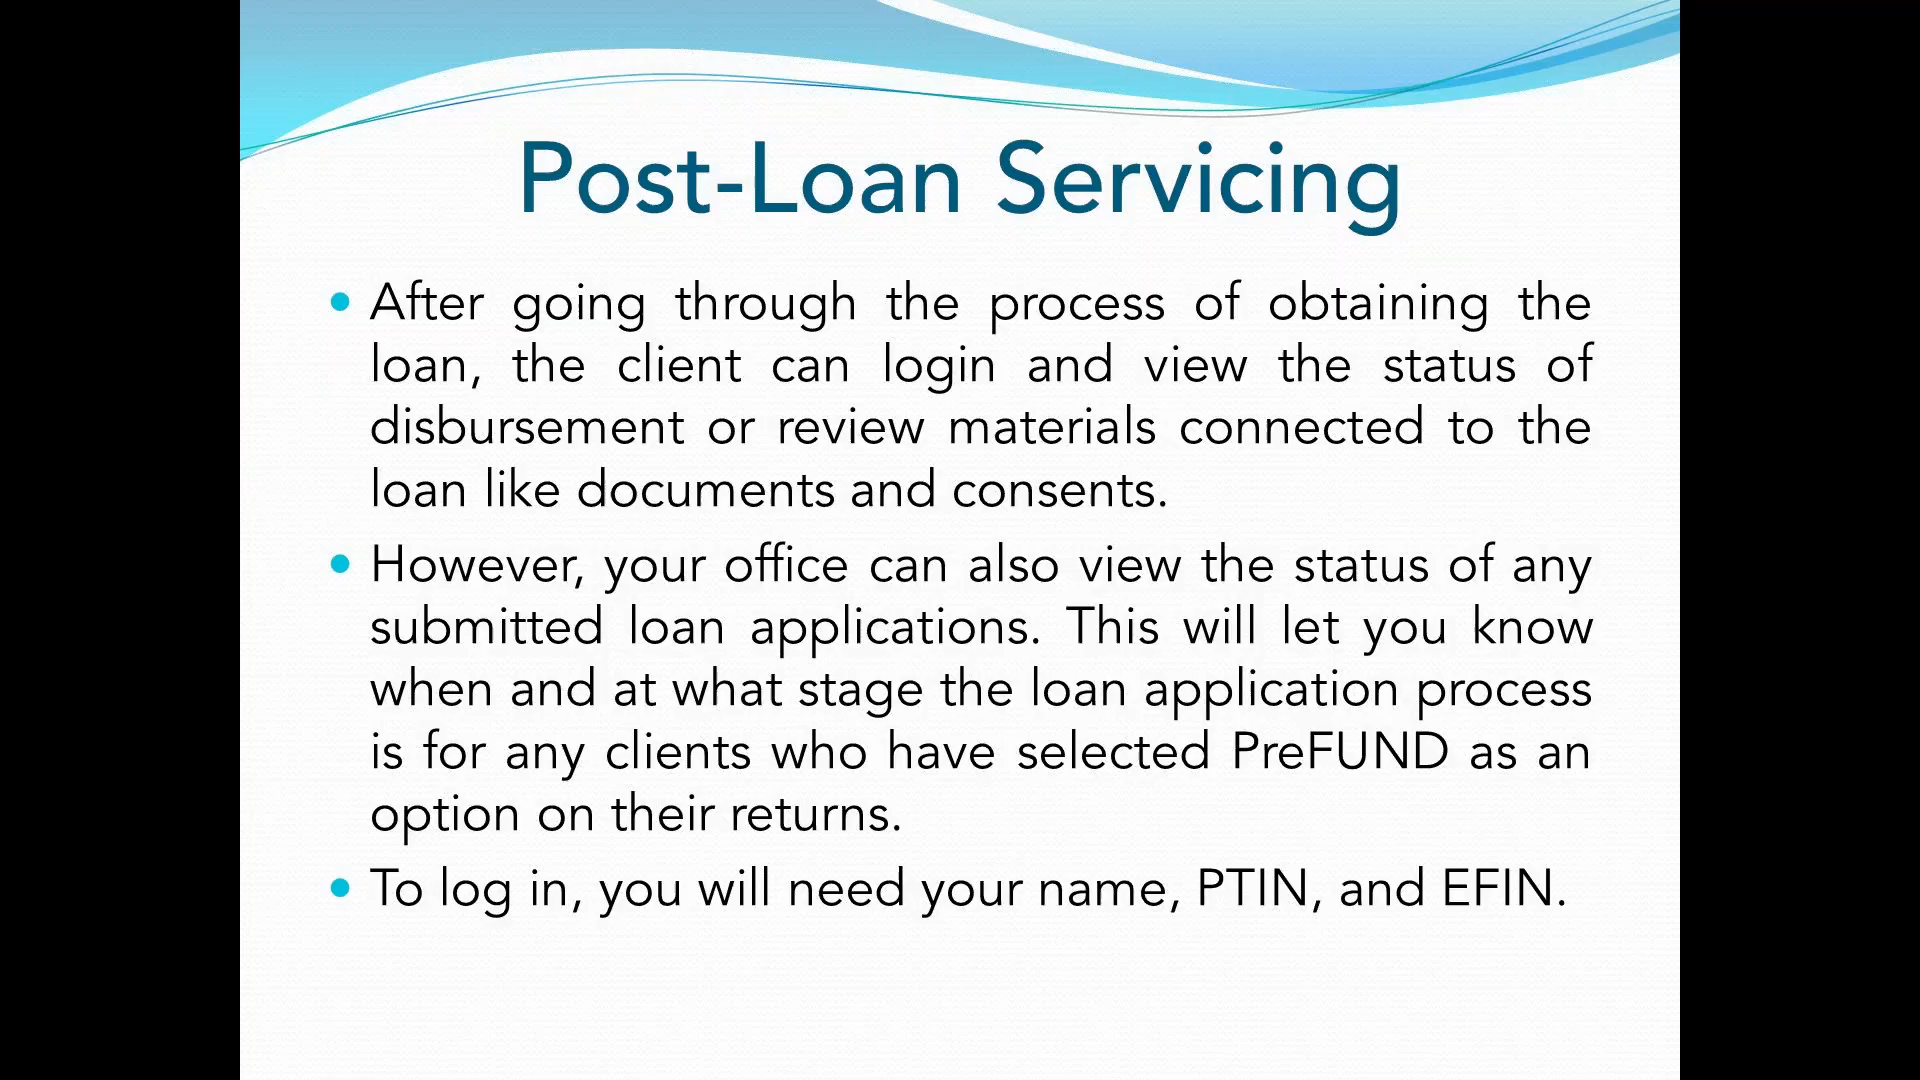 Post-Loan Servicing
• After going through the process of obtaining the
loan, the client can login and view the status of
disbursement or review materials connected to the
loan like documents and consents.
• However, your office can also view the status of any
submitted loan applications. This will let you know
when and at what stage the loan application process
is for any clients who have selected PreFUND as an
option on their returns.
• To log in, you will need your name, PTIN, and EFIN.